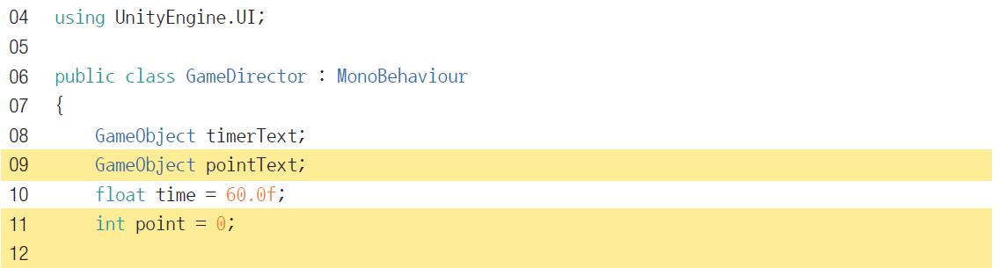 04 using UnityEngine.UI;
05
06 public class GameDirector : MonoBehaviour
07 {
08 GameObject timerText;
09 GameObject pointText;
10 float time = 60.0f;
11 int point = 0;
12